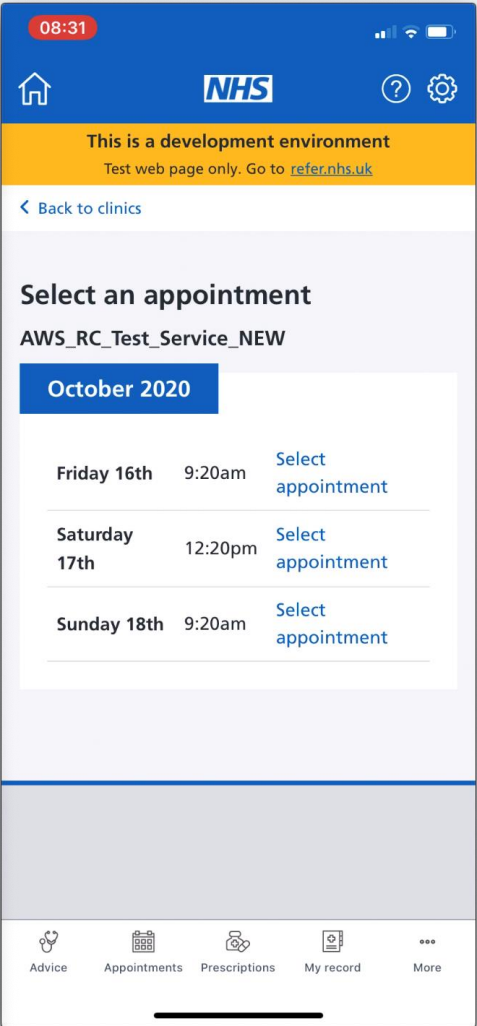 08:31
NHS
This is a development environment
Test web page only. Go to refer.nhs.uk
Back to clinics
Select an appointment
AWS_RC_Test_Service_NEW
October 2020
Friday 16th 9:20am Select appointment
Saturday 17th 12:20pm Select appointment
Sunday 18th 9:20am Select appointment
Advice Appointments Prescriptions My record More